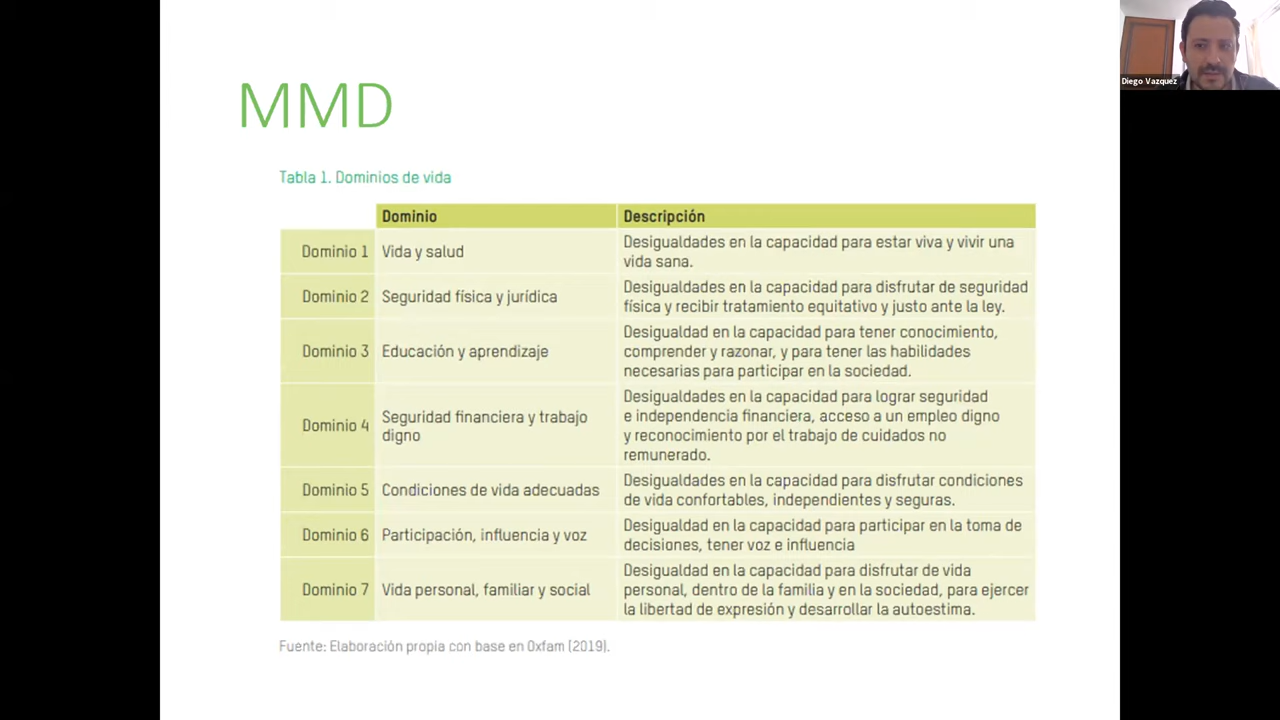 MMD
Diego Vazquez
Tabla 1. Dominios de vida
Dominio Descripción
Dominio 1 Vida y salud Desigualdades en la capacidad para estar viva y vivir una
vida sana.
Dominio 2 Seguridad física y jurídica Desigualdades en la capacidad para disfrutar de seguridad
física y recibir tratamiento equitativo y justo ante la ley.
Dominio 3 Educación y aprendizaje Desigualdad en la capacidad para tener conocimiento,
comprender y razonar, y para tener las habilidades
necesarias para participar en la sociedad.
Dominio 4 Seguridad financiera y trabajo
digno
Desigualdades en la capacidad para lograr seguridad
e independencia financiera, acceso a un empleo digno
y reconocimiento por el trabajo de cuidados no
remunerado.
Dominio 5 Condiciones de vida adecuadas Desigualdades en la capacidad para disfrutar condiciones
de vida confortables, independientes y seguras.
Dominio 6 Participación, influencia y voz Desigualdad en la capacidad para participar en la toma de
decisiones, tener voz e influencia
Dominio 7 Vida personal, familiar y social Desigualdad en la capacidad para disfrutar de vida
personal, dentro de la familia y en la sociedad, para ejercer
la libertad de expresión y desarrollar la autoestima.
Fuente: Elaboración propia con base en Oxfam (2019).